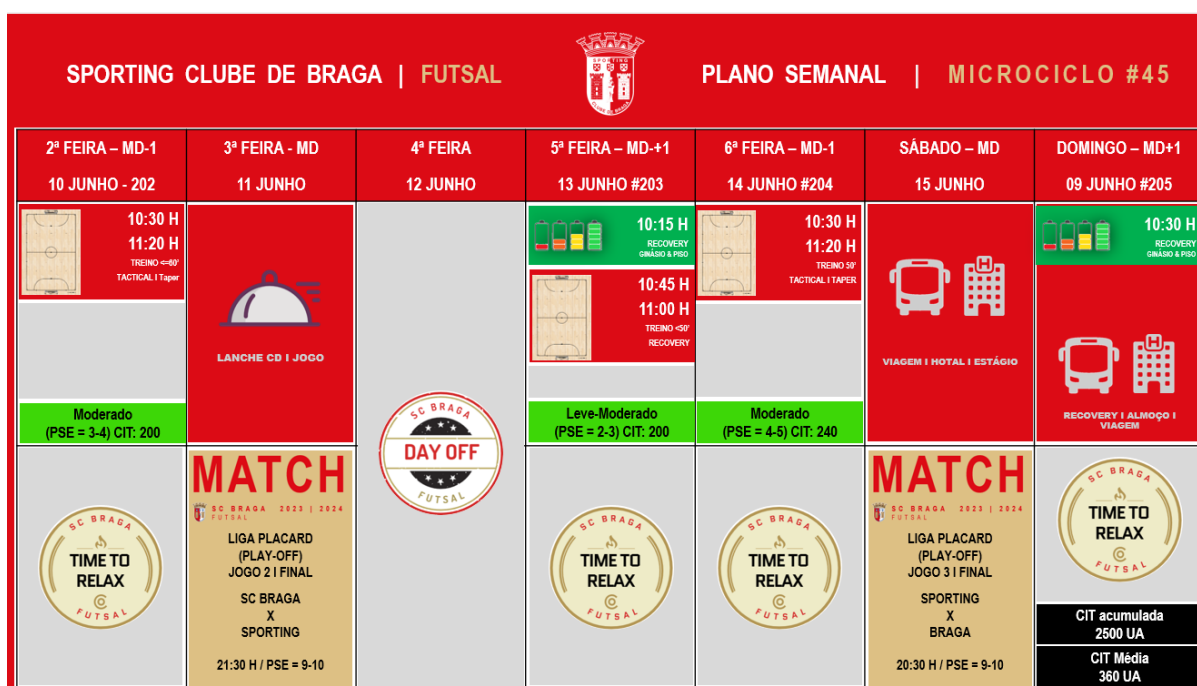 SPORTING CLUBE DE BRAGA | FUTSAL
SPORTING
CLUBE DE BRAGA
PLANO SEMANAL | MICROCICLO #45
2ª FEIRA – MD-1
10 JUNHO - 202
3ª FEIRA - MD
11 JUNHO
4ª FEIRA
12 JUNHO
5ª FEIRA – MD-+1
13 JUNHO #203
6ª FEIRA – MD-1
14 JUNHO #204
SÁBADO – MD
15 JUNHO
DOMINGO – MD+1
09 JUNHO #205
10:30 H
11:20 H
TREINO <=60'
TACTICAL I Taper
Moderado
(PSE = 3-4) CIT: 200
SC BRAGA
TIME TO
RELAX
FUTSAL
LANCHE CD I JOGO
MATCH
SC BRAGA 2023 | 2024
FUTSAL
LIGA PLACARD
(PLAY-OFF)
JOGO 2 I FINAL
SC BRAGA
X
SPORTING
21:30 H / PSE = 9-10
SC BRAGA
DAY OFF
FUTSAL
10:15 H
RECOVERY
GINÁSIO & PISO
10:45 H
11:00 H
TREINO <50'
RECOVERY
Leve-Moderado
(PSE = 2-3) CIT: 200
SC BRAGA
TIME TO
RELAX
FUTSAL
10:30 H
11:20 H
TREINO 50'
TACTICAL I TAPER
Moderado
(PSE = 4-5) CIT: 240
SC BRAGA
TIME TO
RELAX
FUTSAL
H
VIAGEM I HOTAL I ESTÁGIO
MATCH
SC BRAGA 2023 | 2024
FUTSAL
LIGA PLACARD
(PLAY-OFF)
JOGO 3 I FINAL
SPORTING
X
BRAGA
20:30 H / PSE = 9-10
10:30 H
RECOVERY
GINÁSIO & PISO
H
RECOVERY I ALMOÇO I
VIAGEM
SC BRAGA
TIME TO
RELAX
FUTSAL
CIT acumulada
2500 UA
CIT Média
360 UA